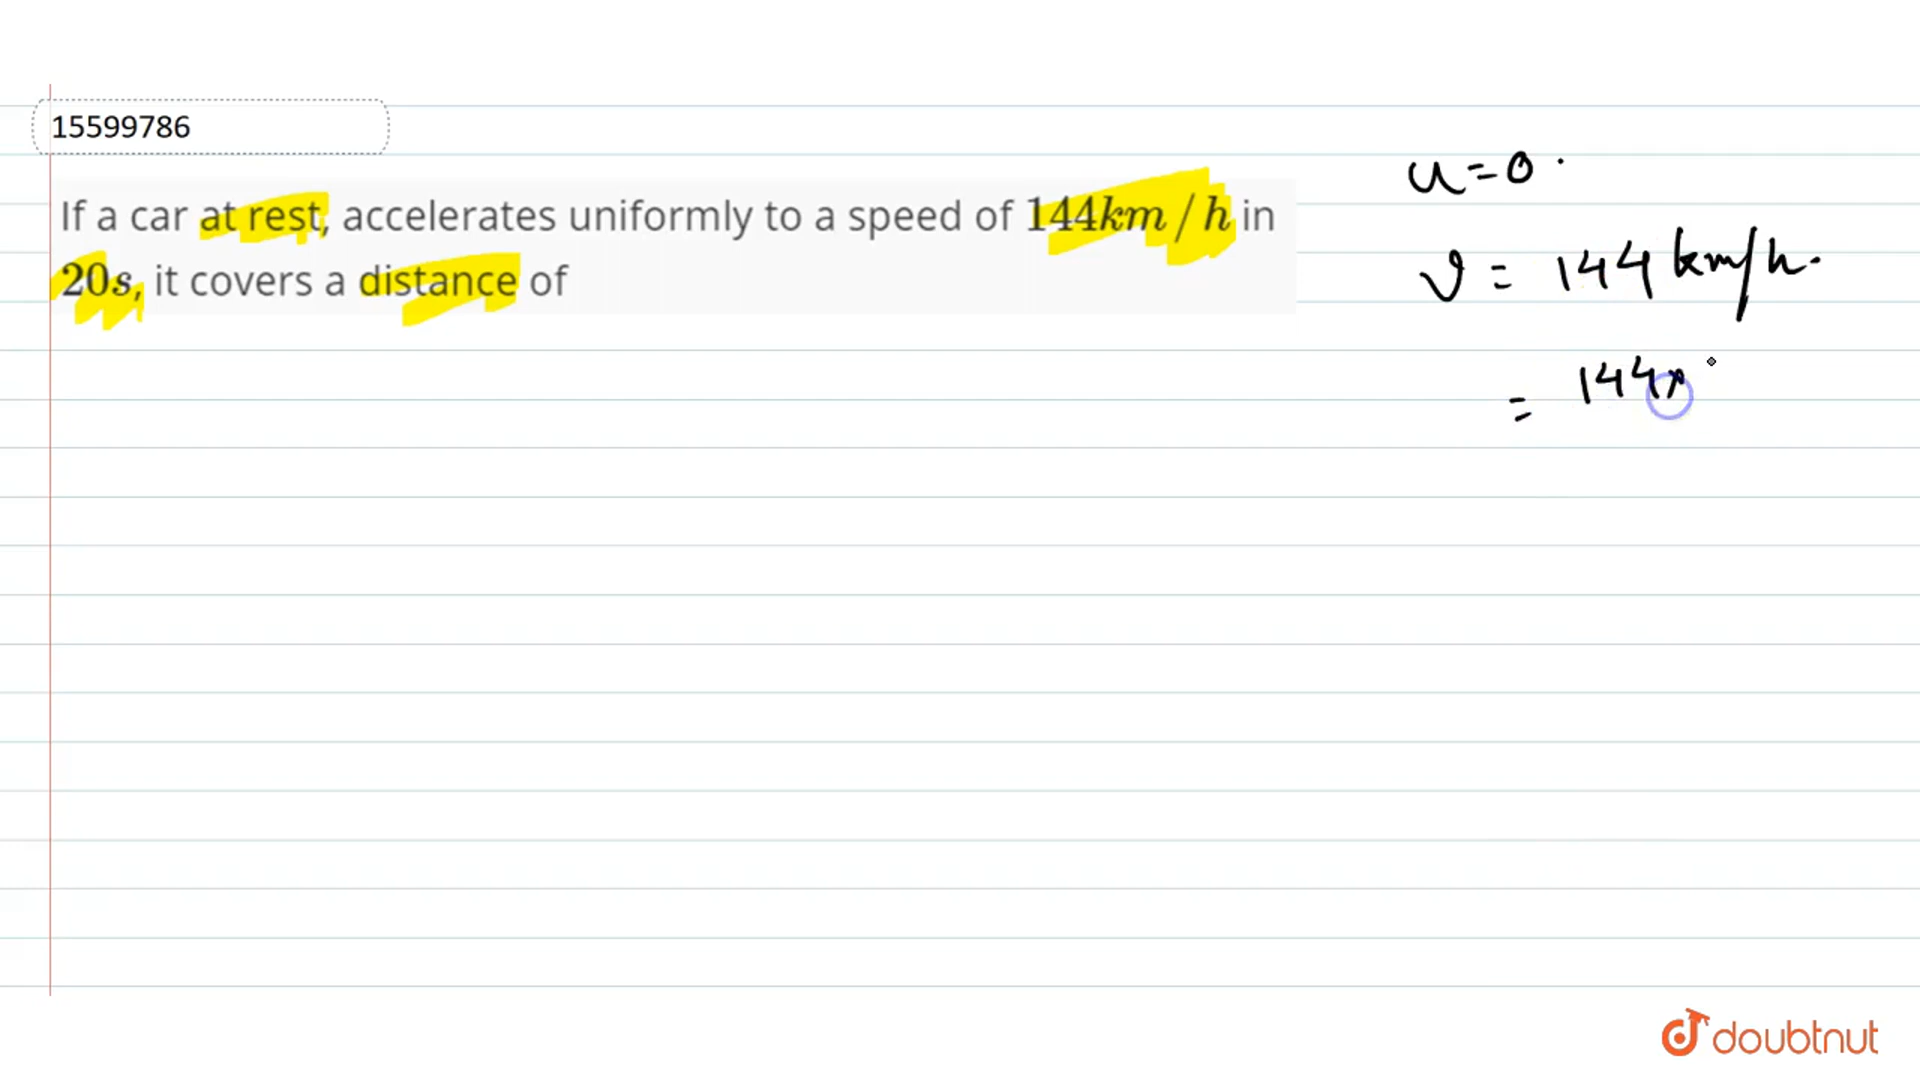 15599786
If a car at rest, accelerates uniformly to a speed of 144km/h in
20s, it covers a distance of
u=0.
v = 144 km/h.
= 144x
doubtnut